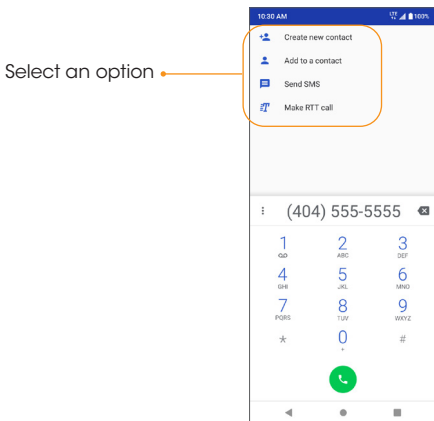 10:30 AM LTE 100%
Create new contact
Add to a contact
Select an option
Send SMS
Make RTT call
(404) 555-5555
1 2 3
ABC DEF
4 5 6
GHI JKL MNO
7 8 9
PQRS TUV WXYZ
* 0 #
+